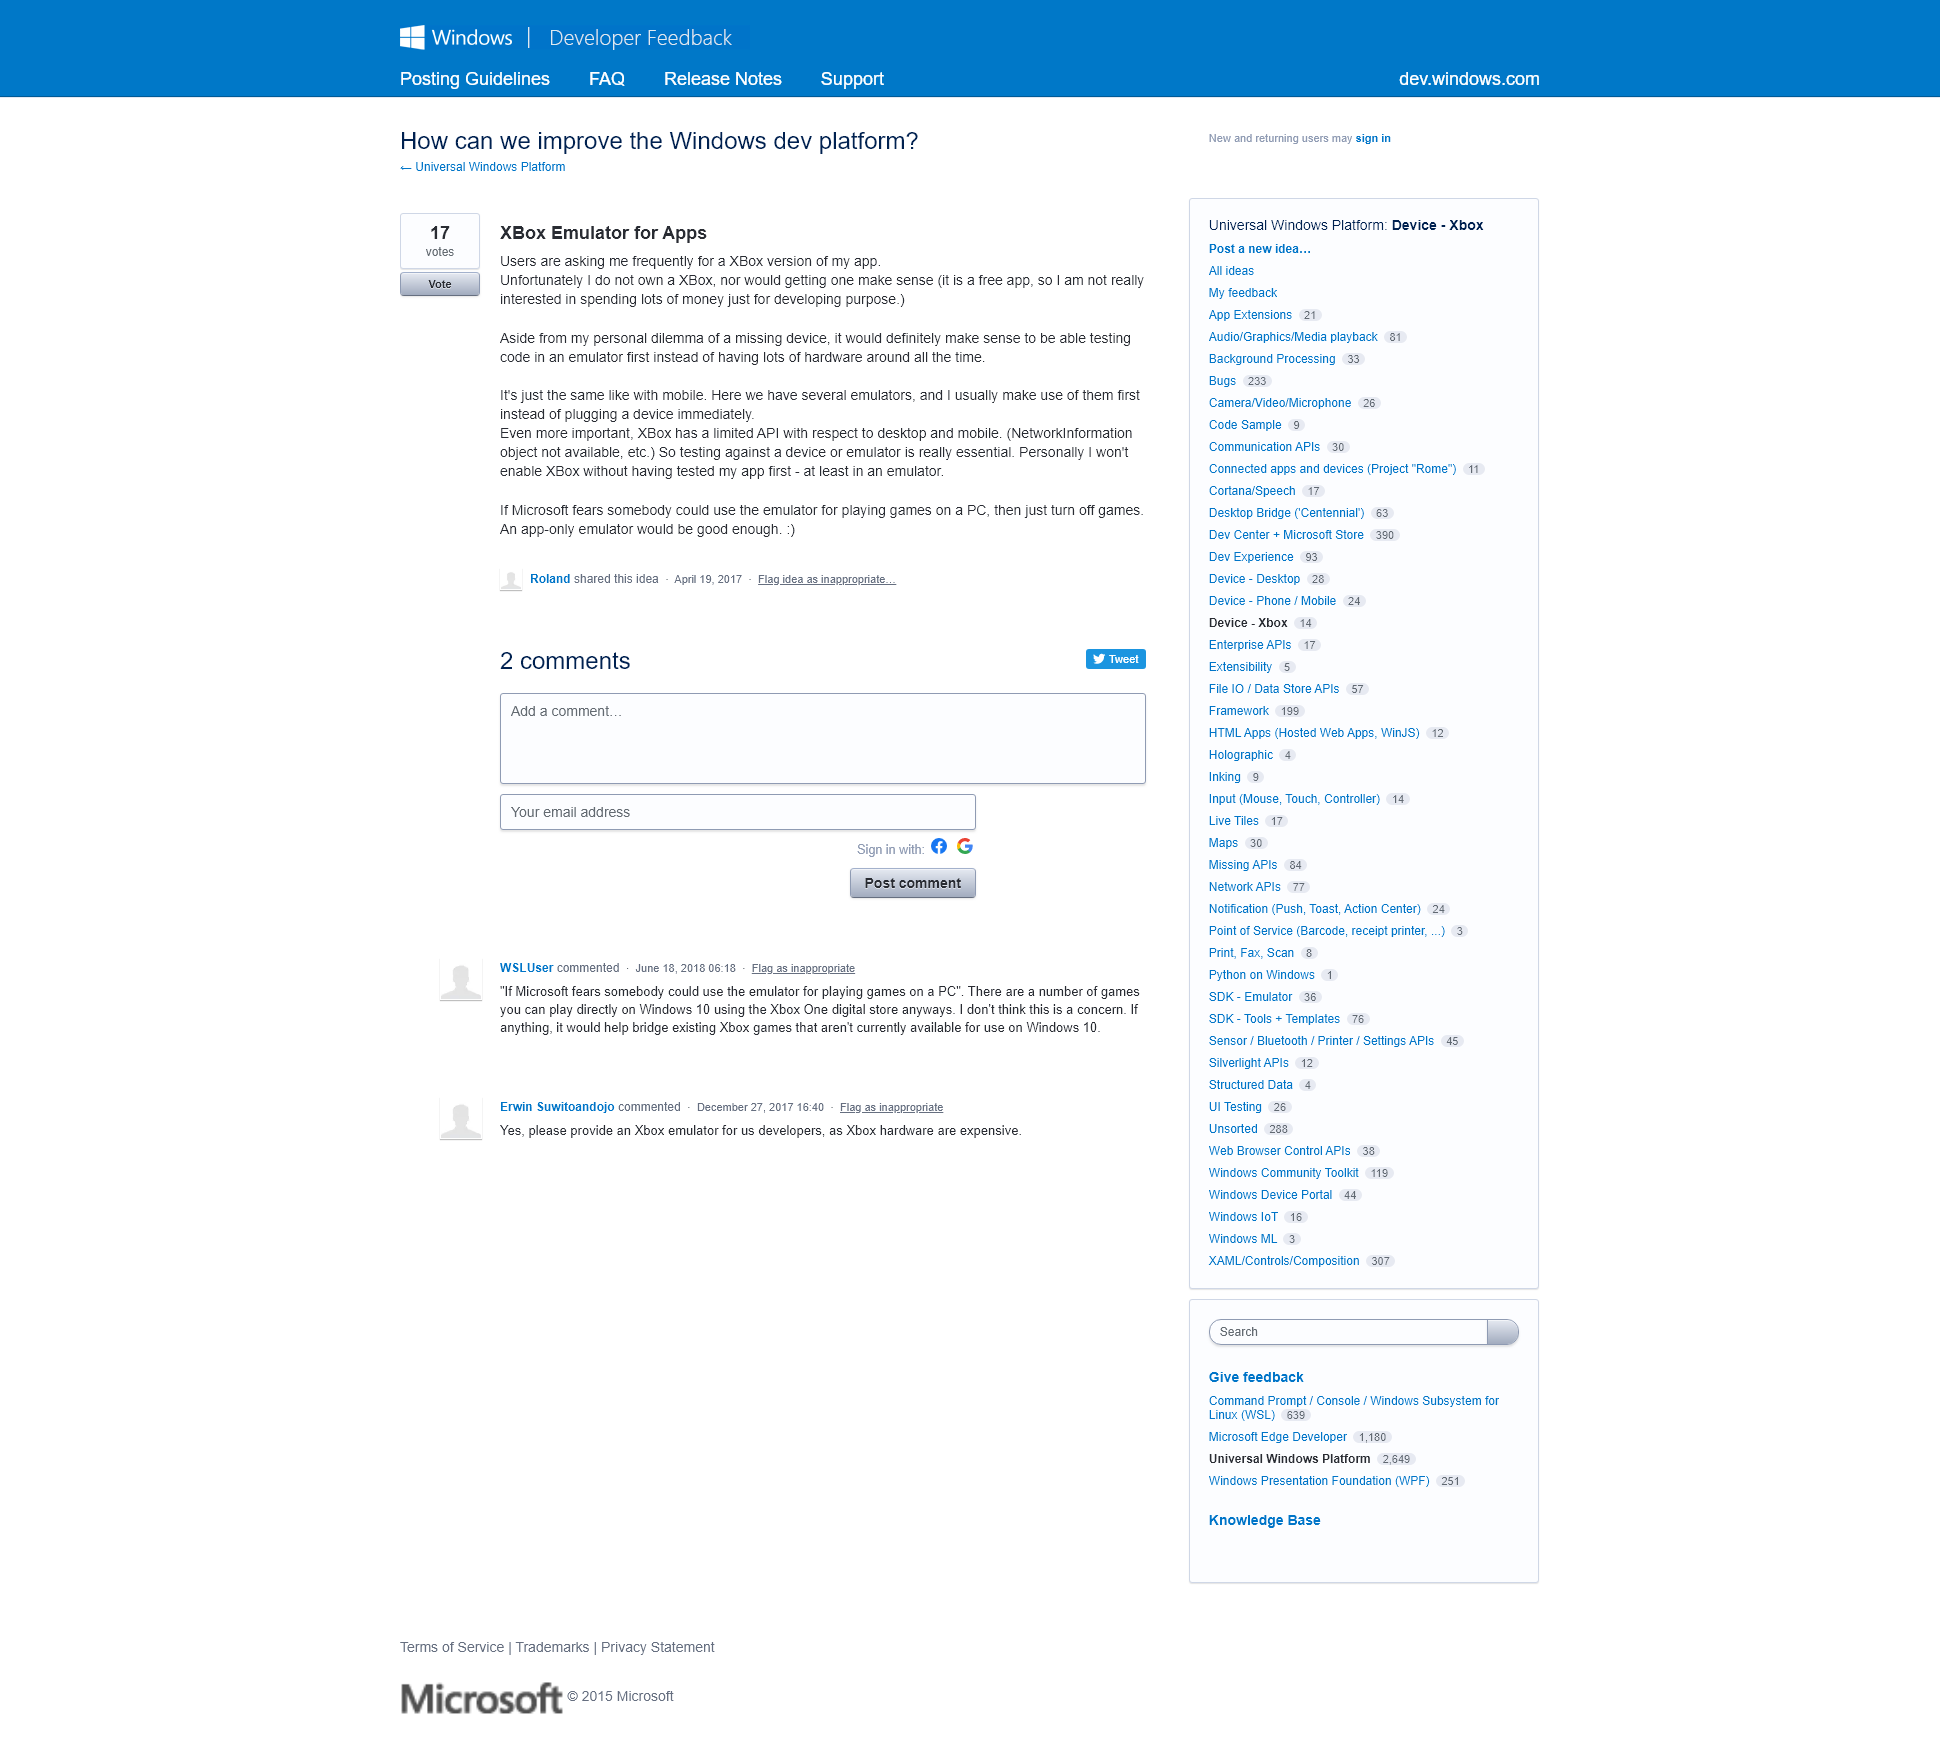 Windows | Developer Feedback
Posting Guidelines FAQ Release Notes Support dev.windows.com
How can we improve the Windows dev platform?
← Universal Windows Platform
New and returning users may sign in
17
votes
Vote
XBox Emulator for Apps
Users are asking me frequently for a XBox version of my app.
Unfortunately I do not own a XBox, nor would getting one make sense (it is a free app, so I am not really
interested in spending lots of money just for developing purpose.)
Aside from my personal dilemma of a missing device, it would definitely make sense to be able testing
code in an emulator first instead of having lots of hardware around all the time.
It's just the same like with mobile. Here we have several emulators, and I usually make use of them first
instead of plugging a device immediately.
Even more important, XBox has a limited API with respect to desktop and mobile. (NetworkInformation
object not available, etc.) So testing against a device or emulator is really essential. Personally I won't
enable XBox without having tested my app first - at least in an emulator.
If Microsoft fears somebody could use the emulator for playing games on a PC, then just turn off games.
An app-only emulator would be good enough. :)
Roland shared this idea · April 19, 2017 · Flag idea as inappropriate…
2 comments
Tweet
Add a comment…
Your email address
Sign in with:
Post comment
WSLUser commented · June 18, 2018 06:18 · Flag as inappropriate
"If Microsoft fears somebody could use the emulator for playing games on a PC". There are a number of games
you can play directly on Windows 10 using the Xbox One digital store anyways. I don't think this is a concern. If
anything, it would help bridge existing Xbox games that aren't currently available for use on Windows 10.
Erwin Suwitoandojo commented · December 27, 2017 16:40 · Flag as inappropriate
Yes, please provide an Xbox emulator for us developers, as Xbox hardware are expensive.
Universal Windows Platform: Device - Xbox
Post a new idea…
All ideas
My feedback
App Extensions 21
Audio/Graphics/Media playback 81
Background Processing 33
Bugs 233
Camera/Video/Microphone 26
Code Sample 9
Communication APIs 30
Connected apps and devices (Project "Rome") 11
Cortana/Speech 17
Desktop Bridge ('Centennial') 63
Dev Center + Microsoft Store 390
Dev Experience 93
Device - Desktop 28
Device - Phone / Mobile 24
Device - Xbox 14
Enterprise APIs 17
Extensibility 5
File IO / Data Store APIs 57
Framework 199
HTML Apps (Hosted Web Apps, WinJS) 12
Holographic 4
Inking 9
Input (Mouse, Touch, Controller) 14
Live Tiles 17
Maps 30
Missing APIs 84
Network APIs 77
Notification (Push, Toast, Action Center) 24
Point of Service (Barcode, receipt printer, ...) 3
Print, Fax, Scan 8
Python on Windows 1
SDK - Emulator 36
SDK - Tools + Templates 76
Sensor / Bluetooth / Printer / Settings APIs 45
Silverlight APIs 12
Structured Data 4
UI Testing 26
Unsorted 288
Web Browser Control APIs 38
Windows Community Toolkit 119
Windows Device Portal 44
Windows IoT 16
Windows ML 3
XAML/Controls/Composition 307
Search
Give feedback
Command Prompt / Console / Windows Subsystem for
Linux (WSL) 639
Microsoft Edge Developer 1,180
Universal Windows Platform 2,649
Windows Presentation Foundation (WPF) 251
Knowledge Base
Terms of Service | Trademarks | Privacy Statement
Microsoft © 2015 Microsoft